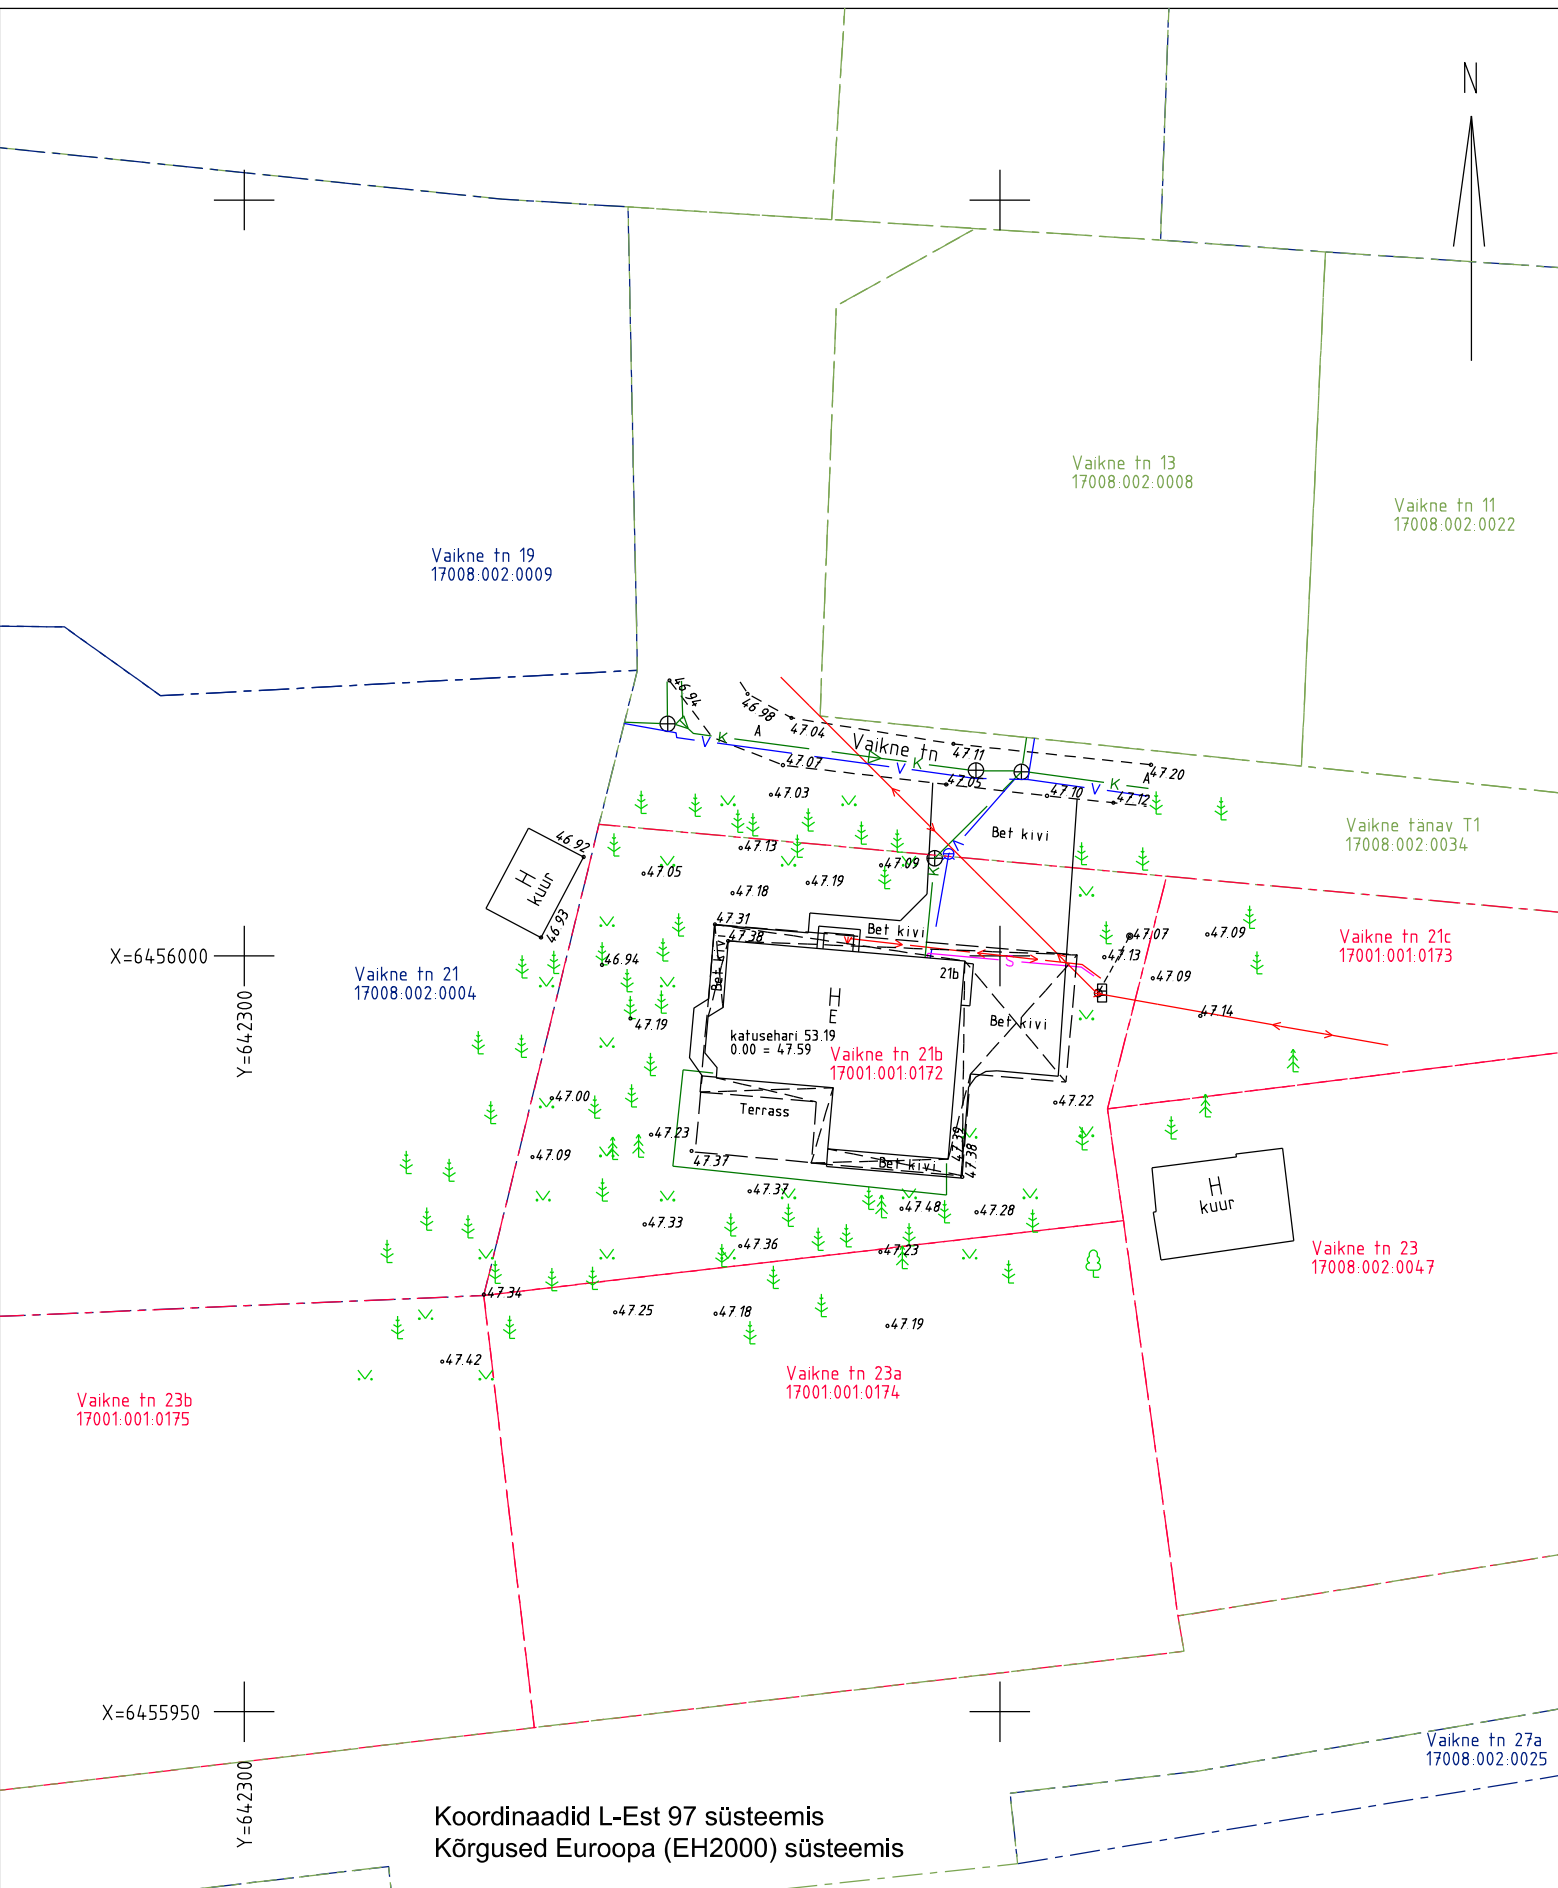 N
Vaikne tn 13
17008:002:0008
Vaikne tn 11
17008:002:0022
Vaikne tn 19
17008:002:0009
46.94
46.98
47.04
A
K
V
Vaikne tn
47.11
47.07
47.05
V
K
47.10
K
V
A
47.20
47.12
47.03
Bet kivi
Vaikne tänav T1
17008:002:0034
46.92
H
kuur
46.93
47.13
47.05
47.18
47.19
47.09
K
47.31
47.38
Bet kivi
47.07
47.09
Vaikne tn 21c
17001:001:0173
X=6456000
Y=642300
Vaikne tn 21
17008:002:0004
46.94
Bet kivi
S
21b
47.13
47.09
47.14
47.19
H
E
Bet kivi
katusehari 53.19
0.00 = 47.59
Vaikne tn 21b
17001:001:0172
47.00
Terrass
47.22
47.23
47.09
47.37
Bet kivi
47.39
47.38
47.37
47.48
47.28
H
kuur
47.33
47.36
47.23
Vaikne tn 23
17008:002:0047
47.34
47.25
47.18
47.19
47.42
Vaikne tn 23a
17001:001:0174
Vaikne tn 23b
17001:001:0175
X=6455950
Y=642300
Vaikne tn 27a
17008:002:0025
Koordinaadid L-Est 97 süsteemis
Kõrgused Euroopa (EH2000) süsteemis